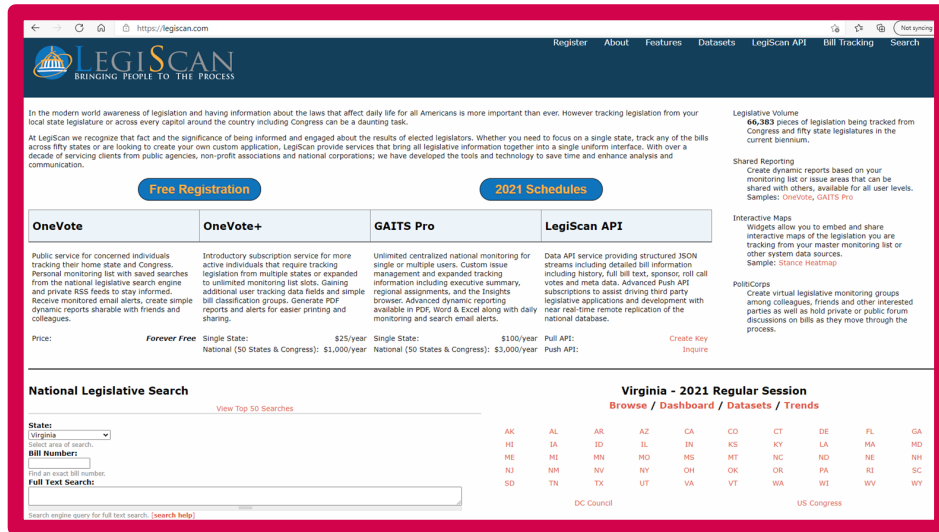 https://legiscan.com
Not syncing
Register About Features Datasets LegiScan API Bill Tracking Search
LEGISCAN
BRINGING PEOPLE TO THE PROCESS
In the modern world awareness of legislation and having information about the laws that affect daily life for all Americans is more important than ever. However tracking legislation from your
local state legislature or across every capitol around the country including Congress can be a daunting task.
At LegiScan we recognize that fact and the significance of being informed and engaged about the results of elected legislators. Whether you need to focus on a single state, track any of the bills
across fifty states or are looking to create your own custom application, LegiScan provide services that bring all legislative information together into a single uniform interface. With over a
decade of servicing clients from public agencies, non-profit associations and national corporations; we have developed the tools and technology to save time and enhance analysis and
communication.
Free Registration
2021 Schedules
OneVote
Public service for concerned individuals
tracking their home state and Congress.
Personal monitoring list with saved searches
from the national legislative search engine
and private RSS feeds to stay informed.
Receive monitored email alerts, create simple
dynamic reports sharable with friends and
colleagues.
Price: Forever Free
OneVote+
Introductory subscription service for more
active individuals that require tracking
legislation from multiple states or expanded
to unlimited monitoring list slots. Gaining
additional user tracking data fields and simple
bill classification groups. Generate PDF
reports and alerts for easier printing and
sharing.
Single State: $25/year
National (50 States & Congress): $1,000/year
GAITS Pro
Unlimited centralized national monitoring for
single or multiple users. Custom issue
management and expanded tracking
information including executive summary,
regional assignments, and the Insights
browser. Advanced dynamic reporting
available in PDF, Word & Excel along with daily
monitoring and search email alerts.
Single State: $100/year
National (50 States & Congress): $3,000/year
LegiScan API
Data API service providing structured JSON
streams including detailed bill information
including history, full bill text, sponsor, roll call
votes and meta data. Advanced Push API
subscriptions to assist driving third party
legislative applications and development with
near real-time remote replication of the
national database.
Pull API: Create Key
Push API: Inquire
Legislative Volume
66,383 pieces of legislation being tracked from
Congress and fifty state legislatures in the
current biennium.
Shared Reporting
Create dynamic reports based on your
monitoring list or issue areas that can be
shared with others, available for all user levels.
Samples: OneVote, GAITS Pro
Interactive Maps
Widgets allow you to embed and share
interactive maps of the legislation you are
tracking from your master monitoring list or
other system data sources.
Sample: Stance Heatmap
PolitiCorps
Create virtual legislative monitoring groups
among colleagues, friends and other interested
parties as well as hold private or public forum
discussions on bills as they move through the
process.
National Legislative Search
View Top 50 Searches
State:
Virginia
Select area of search.
Bill Number:
Find an exact bill number.
Full Text Search:
Search engine query for full text search. [search help]
Virginia - 2021 Regular Session
Browse / Dashboard / Datasets / Trends
AK AL AR AZ CA CO CT DE FL GA
HI IA ID IL IN KS KY LA MA MD
ME MI MN MO MS MT NC ND NE NH
NJ NM NV NY OH OK OR PA RI SC
SD TN TX UT VA VT WA WI WV WY
DC Council US Congress